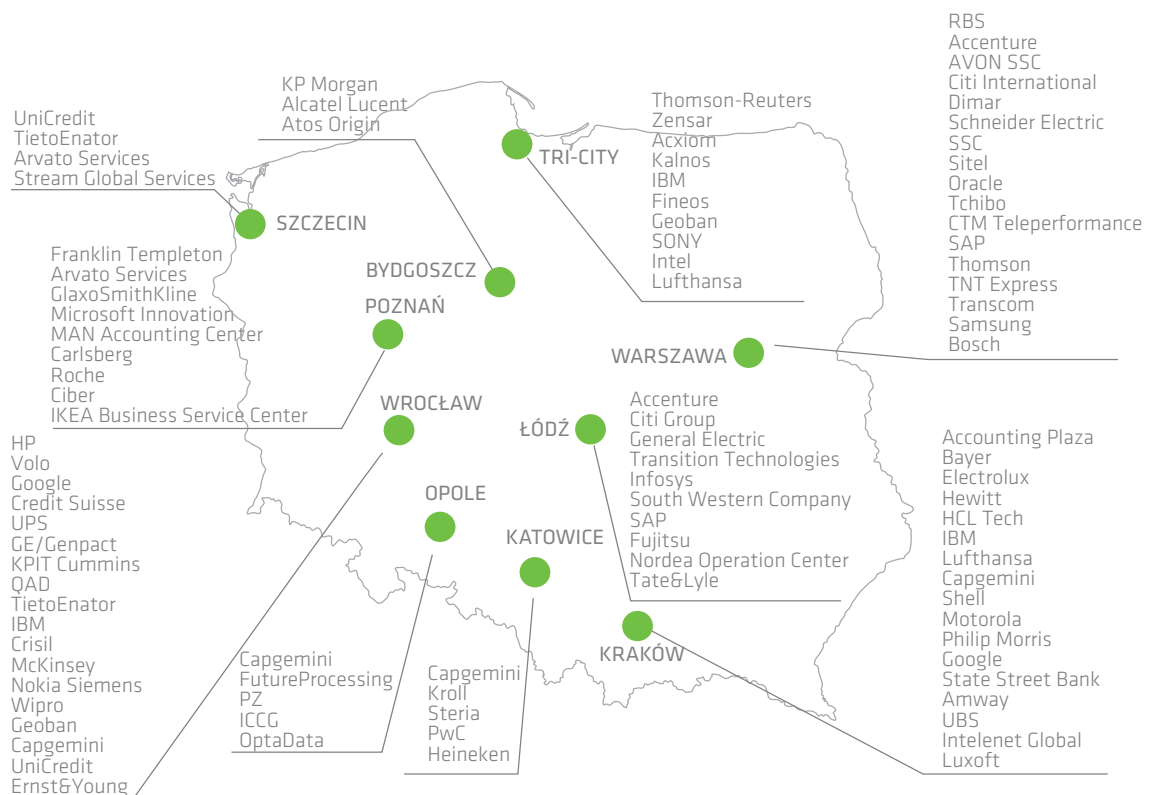 UniCredit
TietoEnator
Arvato Services
Stream Global Services
SZCZECIN
KP Morgan
Alcatel Lucent
Atos Origin
BYDGOSZCZ
TRI-CITY
Thomson-Reuters
Zensar
Acxiom
Kalnos
IBM
Fineos
Geoban
SONY
Intel
Lufthansa
RBS
Accenture
AVON SSC
Citi International
Dimar
Schneider Electric
SSC
Sitel
Oracle
Tchibo
CTM Teleperformance
SAP
Thomson
TNT Express
Transcom
Samsung
Bosch
WARSZAWA
Franklin Templeton
Arvato Services
GlaxoSmithKline
Microsoft Innovation
MAN Accounting Center
Carlsberg
Roche
Ciber
IKEA Business Service Center
POZNAŃ
WROCŁAW
HP
Volo
Google
Credit Suisse
UPS
GE/Genpact
KPIT Cummins
QAD
TietoEnator
IBM
Crisil
McKinsey
Nokia Siemens
Wipro
Geoban
Capgemini
UniCredit
Ernst&Young
ŁÓDŹ
Accenture
Citi Group
General Electric
Transition Technologies
Infosys
South Western Company
SAP
Fujitsu
Nordea Operation Center
Tate&Lyle
OPOLE
Capgemini
FutureProcessing
PZ
ICCG
OptaData
KATOWICE
Capgemini
Kroll
Steria
PwC
Heineken
KRAKÓW
Accounting Plaza
Bayer
Electrolux
Hewitt
HCL Tech
IBM
Lufthansa
Capgemini
Shell
Motorola
Philip Morris
Google
State Street Bank
Amway
UBS
Intelenet Global
Luxoft